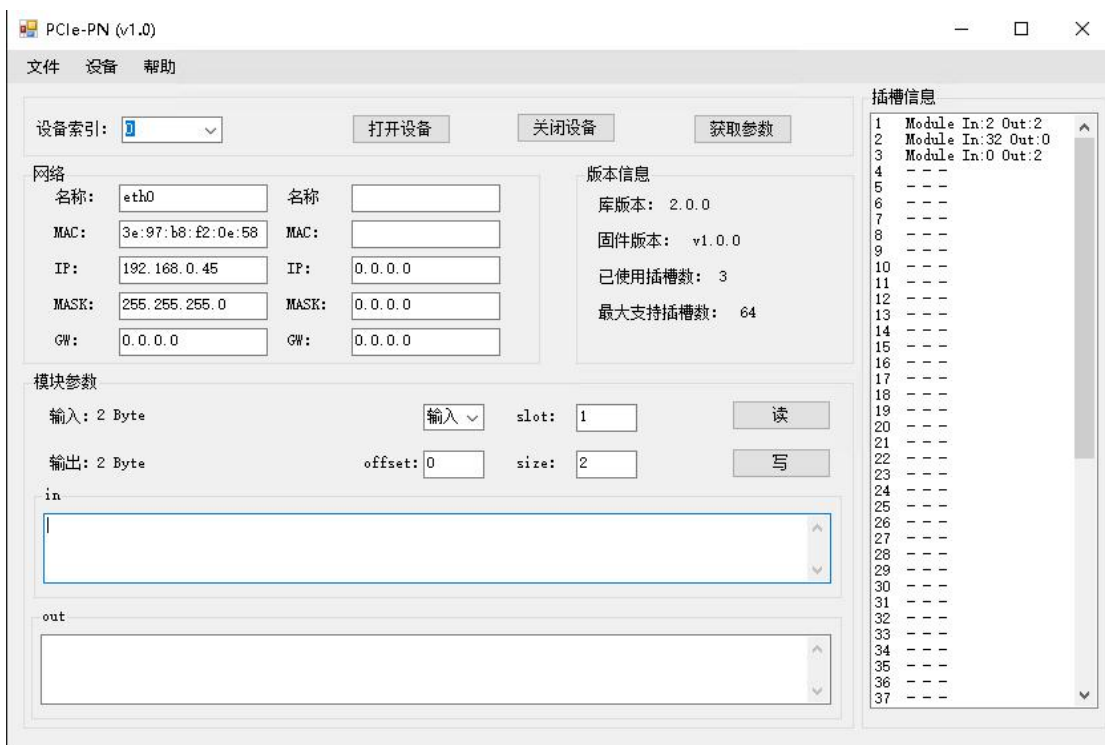 PCIe-PN (v1.0)
文件 设备 帮助
设备索引: 0 打开设备 关闭设备 获取参数
网络
名称: eth0 名称
MAC: 3e:97:b8:f2:0e:58 MAC:
IP: 192.168.0.45 IP: 0.0.0.0
MASK: 255.255.255.0 MASK: 0.0.0.0
GW: 0.0.0.0 GW: 0.0.0.0
版本信息
库版本: 2.0.0
固件版本: v1.0.0
已使用插槽数: 3
最大支持插槽数: 64
模块参数
输入: 2 Byte 输入 slot: 1 读
输出: 2 Byte offset: 0 size: 2 写
in
out
插槽信息
1 Module In:2 Out:2
2 Module In:32 Out:0
3 Module In:0 Out:2
4 - - -
5 - - -
6 - - -
7 - - -
8 - - -
9 - - -
10 - - -
11 - - -
12 - - -
13 - - -
14 - - -
15 - - -
16 - - -
17 - - -
18 - - -
19 - - -
20 - - -
21 - - -
22 - - -
23 - - -
24 - - -
25 - - -
26 - - -
27 - - -
28 - - -
29 - - -
30 - - -
31 - - -
32 - - -
33 - - -
34 - - -
35 - - -
36 - - -
37 - - -